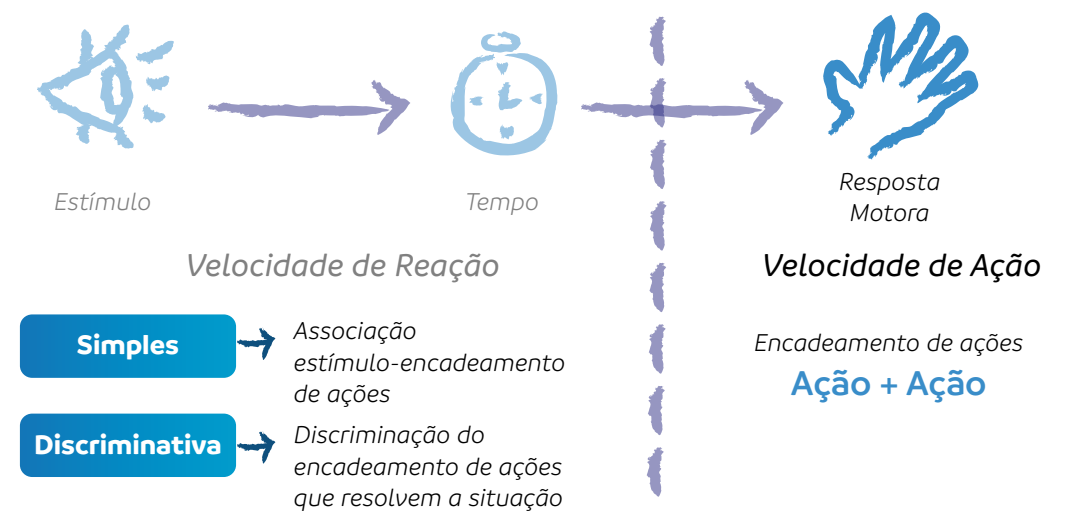 Estímulo
Tempo
Resposta
Motora
Velocidade de Reação
Velocidade de Ação
Simples
Associação
estímulo-encadeamento
de ações
Discriminativa
Discriminação do
encadeamento de ações
que resolvem a situação
Encadeamento de ações
Ação + Ação